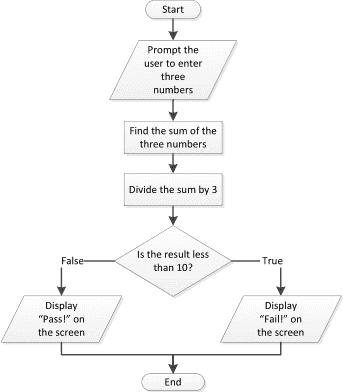 Start
Prompt the
user to enter
three
numbers
Find the sum of the
three numbers
Divide the sum by 3
Is the result less
than 10?
False
True
Display
“Pass!” on
the screen
Display
“Fail!” on
the screen
End